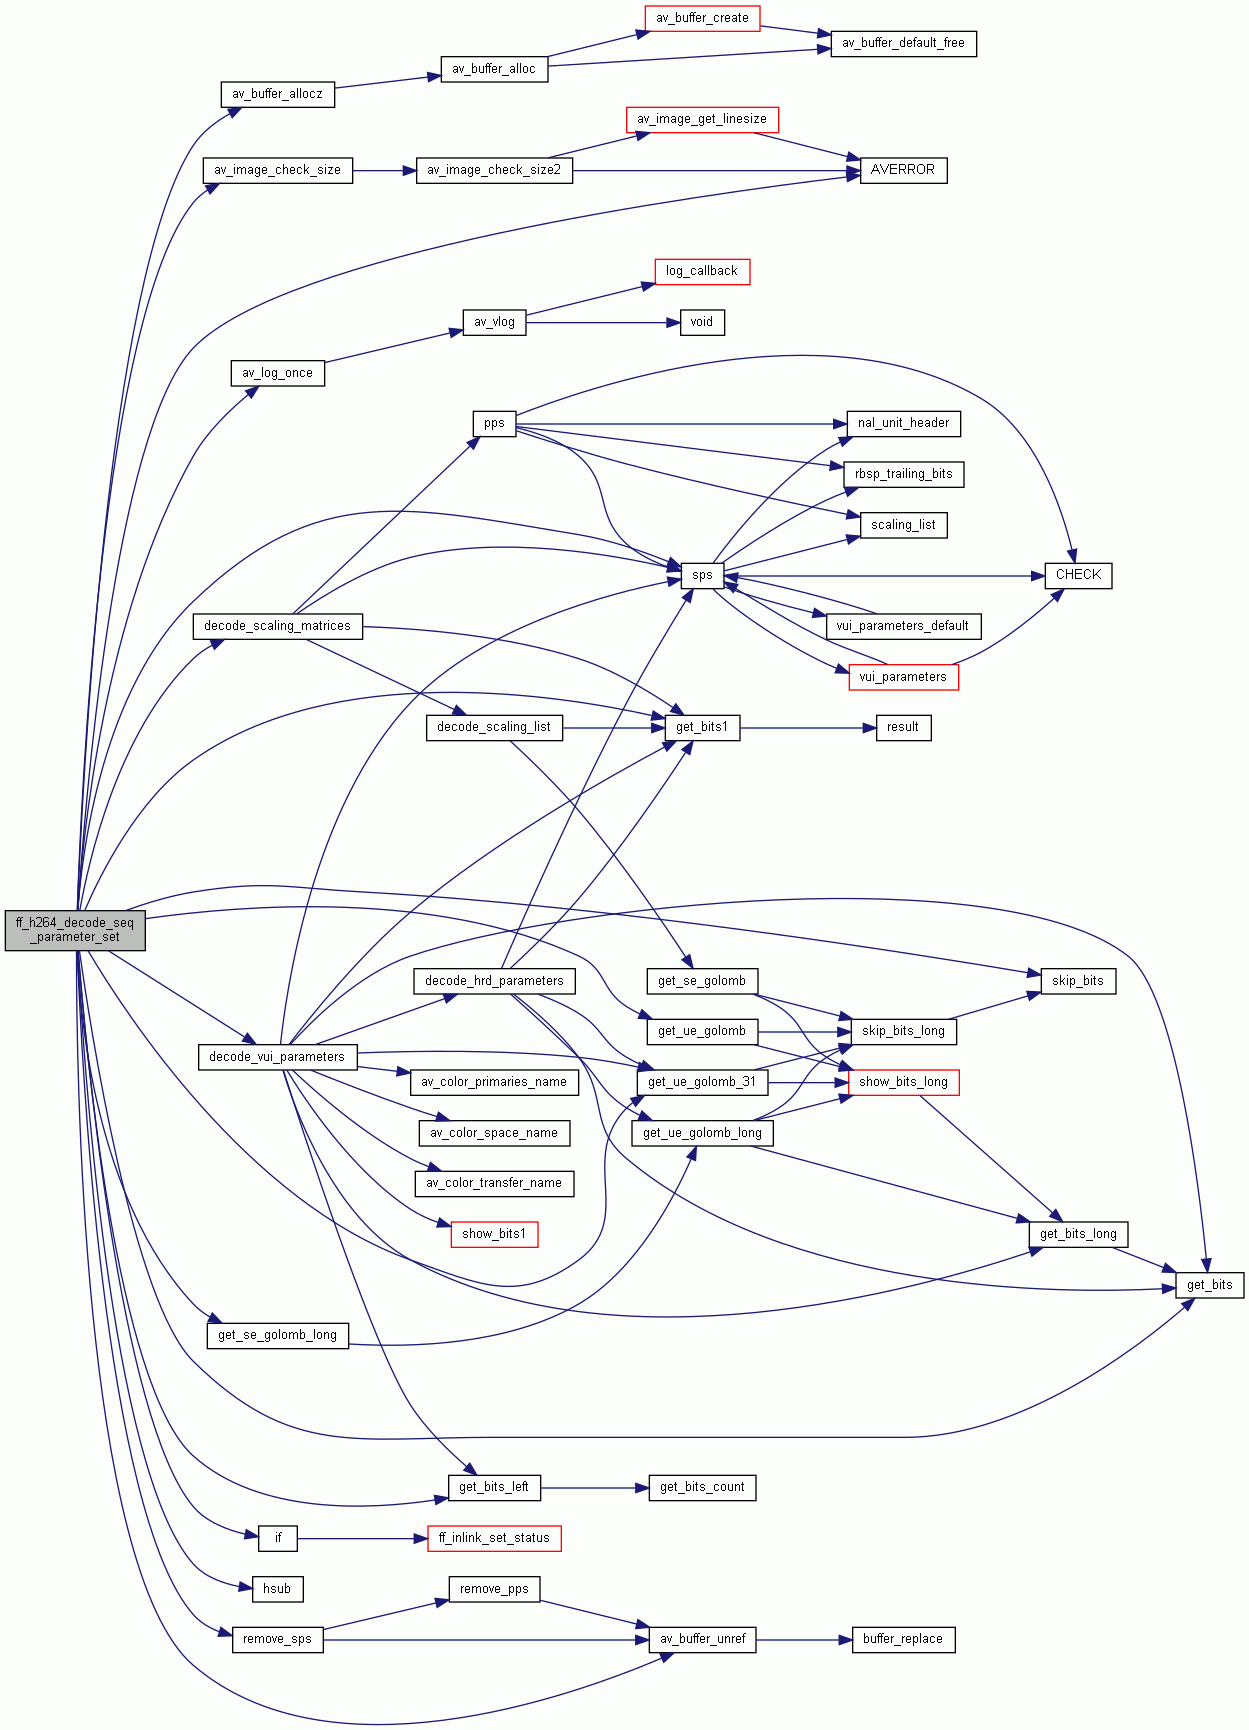 av_buffer_create
av_buffer_default_free
av_buffer_alloc
av_buffer_allocz
av_image_get_linesize
av_image_check_size
av_image_check_size2
AVERROR
log_callback
av_vlog
void
av_log_once
pps
nal_unit_header
rbsp_trailing_bits
scaling_list
sps
CHECK
decode_scaling_matrices
vui_parameters_default
vui_parameters
decode_scaling_list
get_bits1
result
ff_h264_decode_seq
_parameter_set
decode_hrd_parameters
get_se_golomb
skip_bits
get_ue_golomb
skip_bits_long
decode_vui_parameters
av_color_primaries_name
get_ue_golomb_31
show_bits_long
av_color_space_name
get_ue_golomb_long
av_color_transfer_name
show_bits1
get_bits_long
get_bits
get_se_golomb_long
get_bits_left
get_bits_count
if
ff_inlink_set_status
hsub
remove_pps
remove_sps
av_buffer_unref
buffer_replace